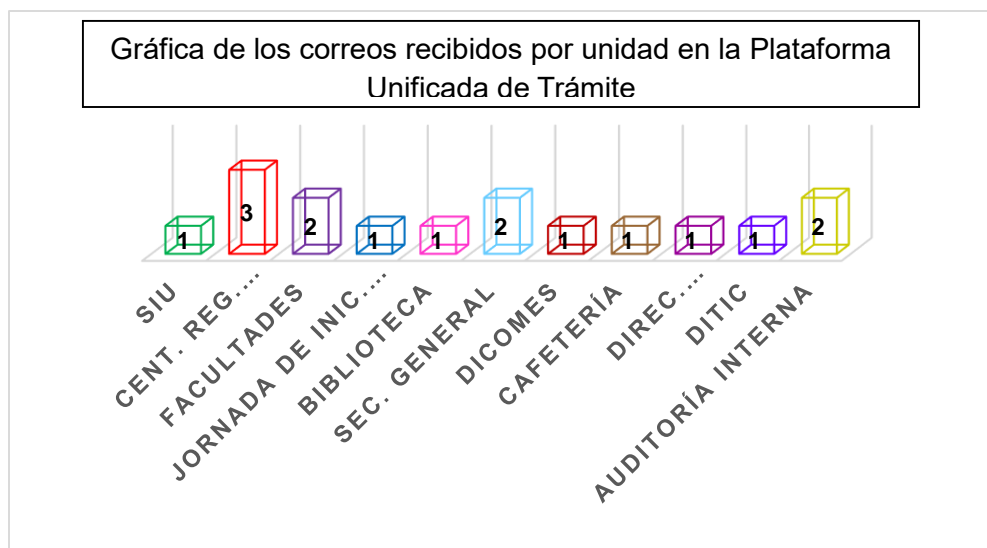 Gráfica de los correos recibidos por unidad en la Plataforma
Unificada de Trámite
1
3
2
1
1
2
1
1
1
1
2
SIU
CENT. REG....
FACULTADES
JORNADA DE INIC....
BIBLIOTECA
SEC. GENERAL
DICOMES
CAFETERÍA
DIREC....
DITIC
AUDITORÍA INTERNA